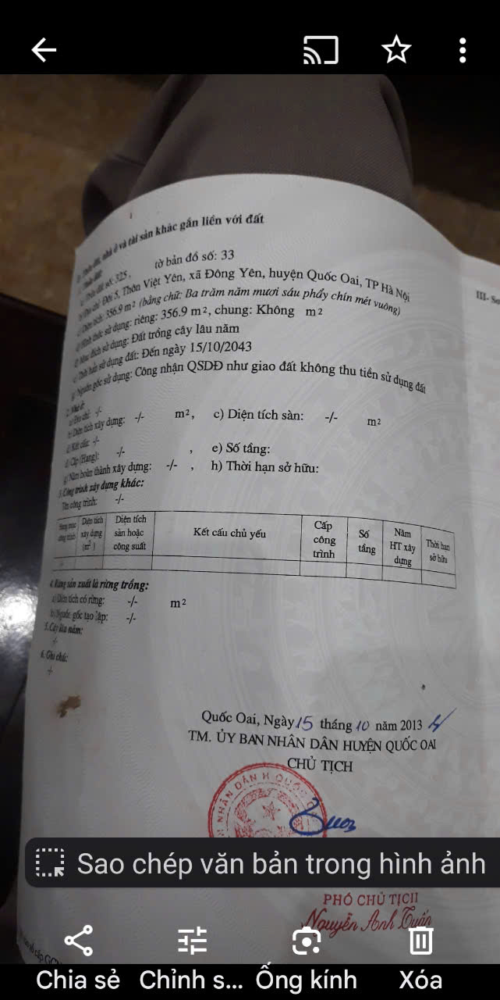 nhà ở và tài sản khác gắn liền với đất
Thửa đất số: 325, tờ bản đồ số: 33
Địa chỉ: Đội 5, Thôn Việt Yên, xã Đông Yên, huyện Quốc Oai, TP Hà Nội
Diện tích: 356.9 m² (bằng chữ: Ba trăm năm mươi sáu phẩy chín mét vuông)
Hình thức sử dụng: riêng: 356.9 m², chung: Không m²
Mục đích sử dụng: Đất trồng cây lâu năm
Thời hạn sử dụng đất: Đến ngày 15/10/2043
Nguồn gốc sử dụng: Công nhận QSDĐ như giao đất không thu tiền sử dụng đất
III- Sơ
2. Nhà ở:
a) Địa chỉ: -/-
b) Diện tích xây dựng: -/- m², c) Diện tích sàn: -/- m²
d) Kết cấu: -/-
đ) Cấp (Hạng): -/- , e) Số tầng:
g) Năm hoàn thành xây dựng: -/- , h) Thời hạn sở hữu:
3. Công trình xây dựng khác:
Tên công trình: -/-
Hạng mục công trình
Diện tích xây dựng (m²)
Diện tích sàn hoặc công suất
Kết cấu chủ yếu
Cấp công trình
Số tầng
Năm HT xây dựng
Thời hạn sở hữu
4. Rừng sản xuất là rừng trồng:
a) Diện tích có rừng: -/- m²
b) Nguồn gốc tạo lập: -/-
5. Cây lâu năm:
-/-
6. Ghi chú:
-/-
Quốc Oai, Ngày 15 tháng 10 năm 2013
TM. ỦY BAN NHÂN DÂN HUYỆN QUỐC OAI
CHỦ TỊCH
NHÂN DÂN H QUỐC
Sao chép văn bản trong hình ảnh
PHÓ CHỦ TỊCH
Nguyễn Anh Tuấn
Chia sẻ
Chỉnh s...
Ống kính
Xóa